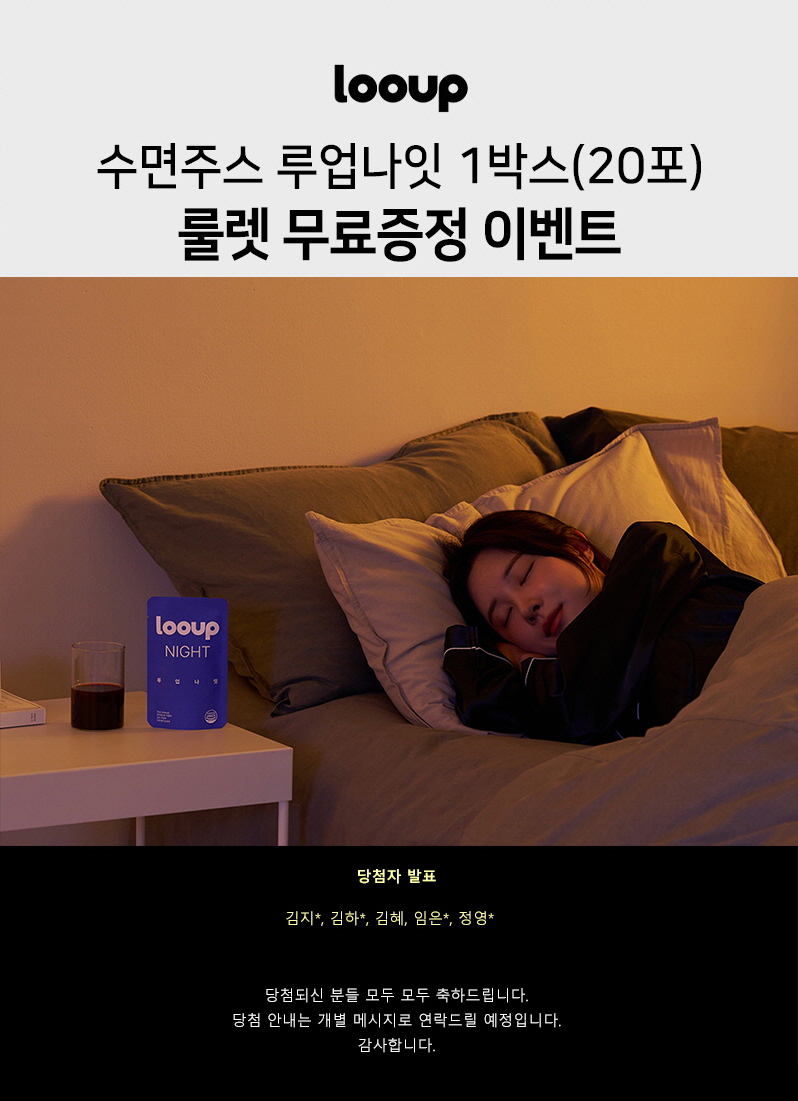 looup
수면주스 루업나잇 1박스(20포)
룰렛 무료증정 이벤트
looup
NIGHT
루 업 나 잇
당첨자 발표
김지*, 김하*, 김혜, 임은*, 정영*
당첨되신 분들 모두 모두 축하드립니다.
당첨 안내는 개별 메시지로 연락드릴 예정입니다.
감사합니다.